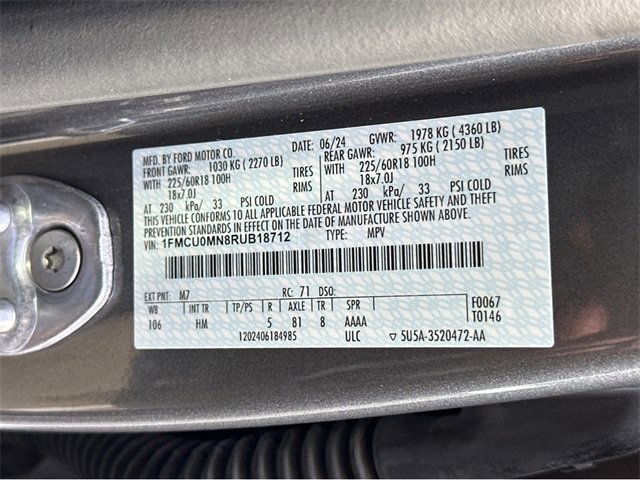 MFD. BY FORD MOTOR CO.
DATE: 06/24 GVWR: 1978 KG ( 4360 LB)
FRONT GAWR: 1030 KG ( 2270 LB) REAR GAWR: 975 KG ( 2150 LB)
WITH 225/60R18 100H TIRES WITH 225/60R18 100H TIRES
18x7.0J RIMS 18x7.0J RIMS
AT 230 kPa/ 33 PSI COLD AT 230 kPa/ 33 PSI COLD
THIS VEHICLE CONFORMS TO ALL APPLICABLE FEDERAL MOTOR VEHICLE SAFETY AND THEFT
PREVENTION STANDARDS IN EFFECT ON THE DATE OF MANUFACTURE SHOWN ABOVE.
VIN: 1FMCU0MN8RUB18712 TYPE: MPV
EXT PNT: M7 RC: 71 DSO: F0067
WB INT TR TP/PS R AXLE TR SPR T0146
106 HM 5 81 8 AAAA
1202406184985 ULC ▽ 5U5A-3520472-AA